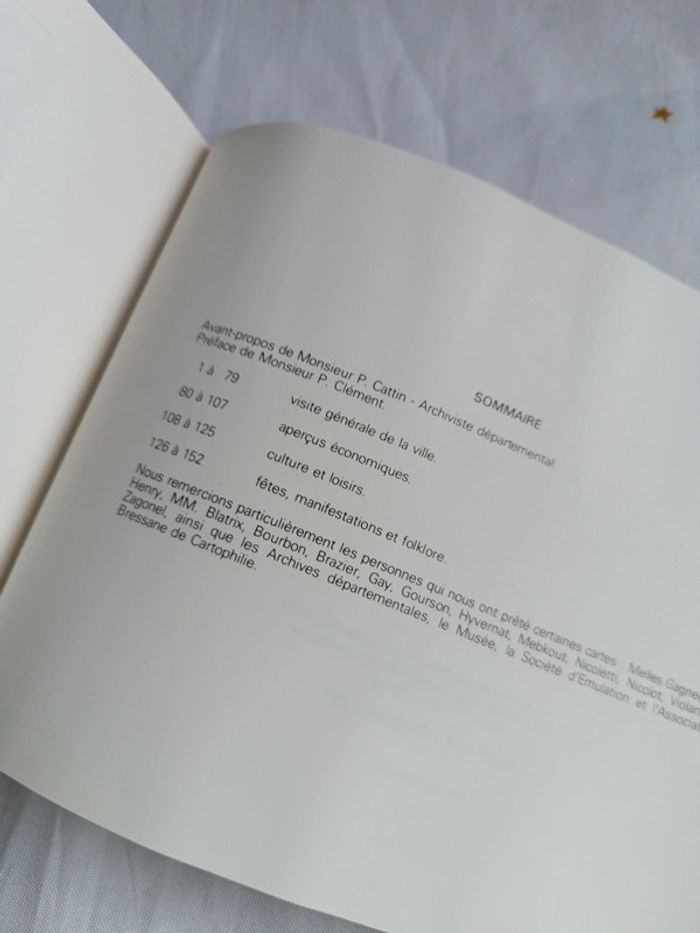 SOMMAIRE
Avant-propos de Monsieur P. Cattin - Archiviste départemental.
Préface de Monsieur P. Clément.
1 à 79 visite générale de la ville.
80 à 107 aperçus économiques.
108 à 125 culture et loisirs.
126 à 152 fêtes, manifestations et folklore.
Nous remercions particulièrement les personnes qui nous ont prêté certaines cartes : Melles
Henry, MM. Blatrix, Bourbon, Brazier, Gay, Gourson, Hyvernat, Mebkout, Nicoletti, Nicolot,
Zagonel, ainsi que les Archives départementales, le Musée, la Société d'Emulation et
Bressane de Cartophilie.